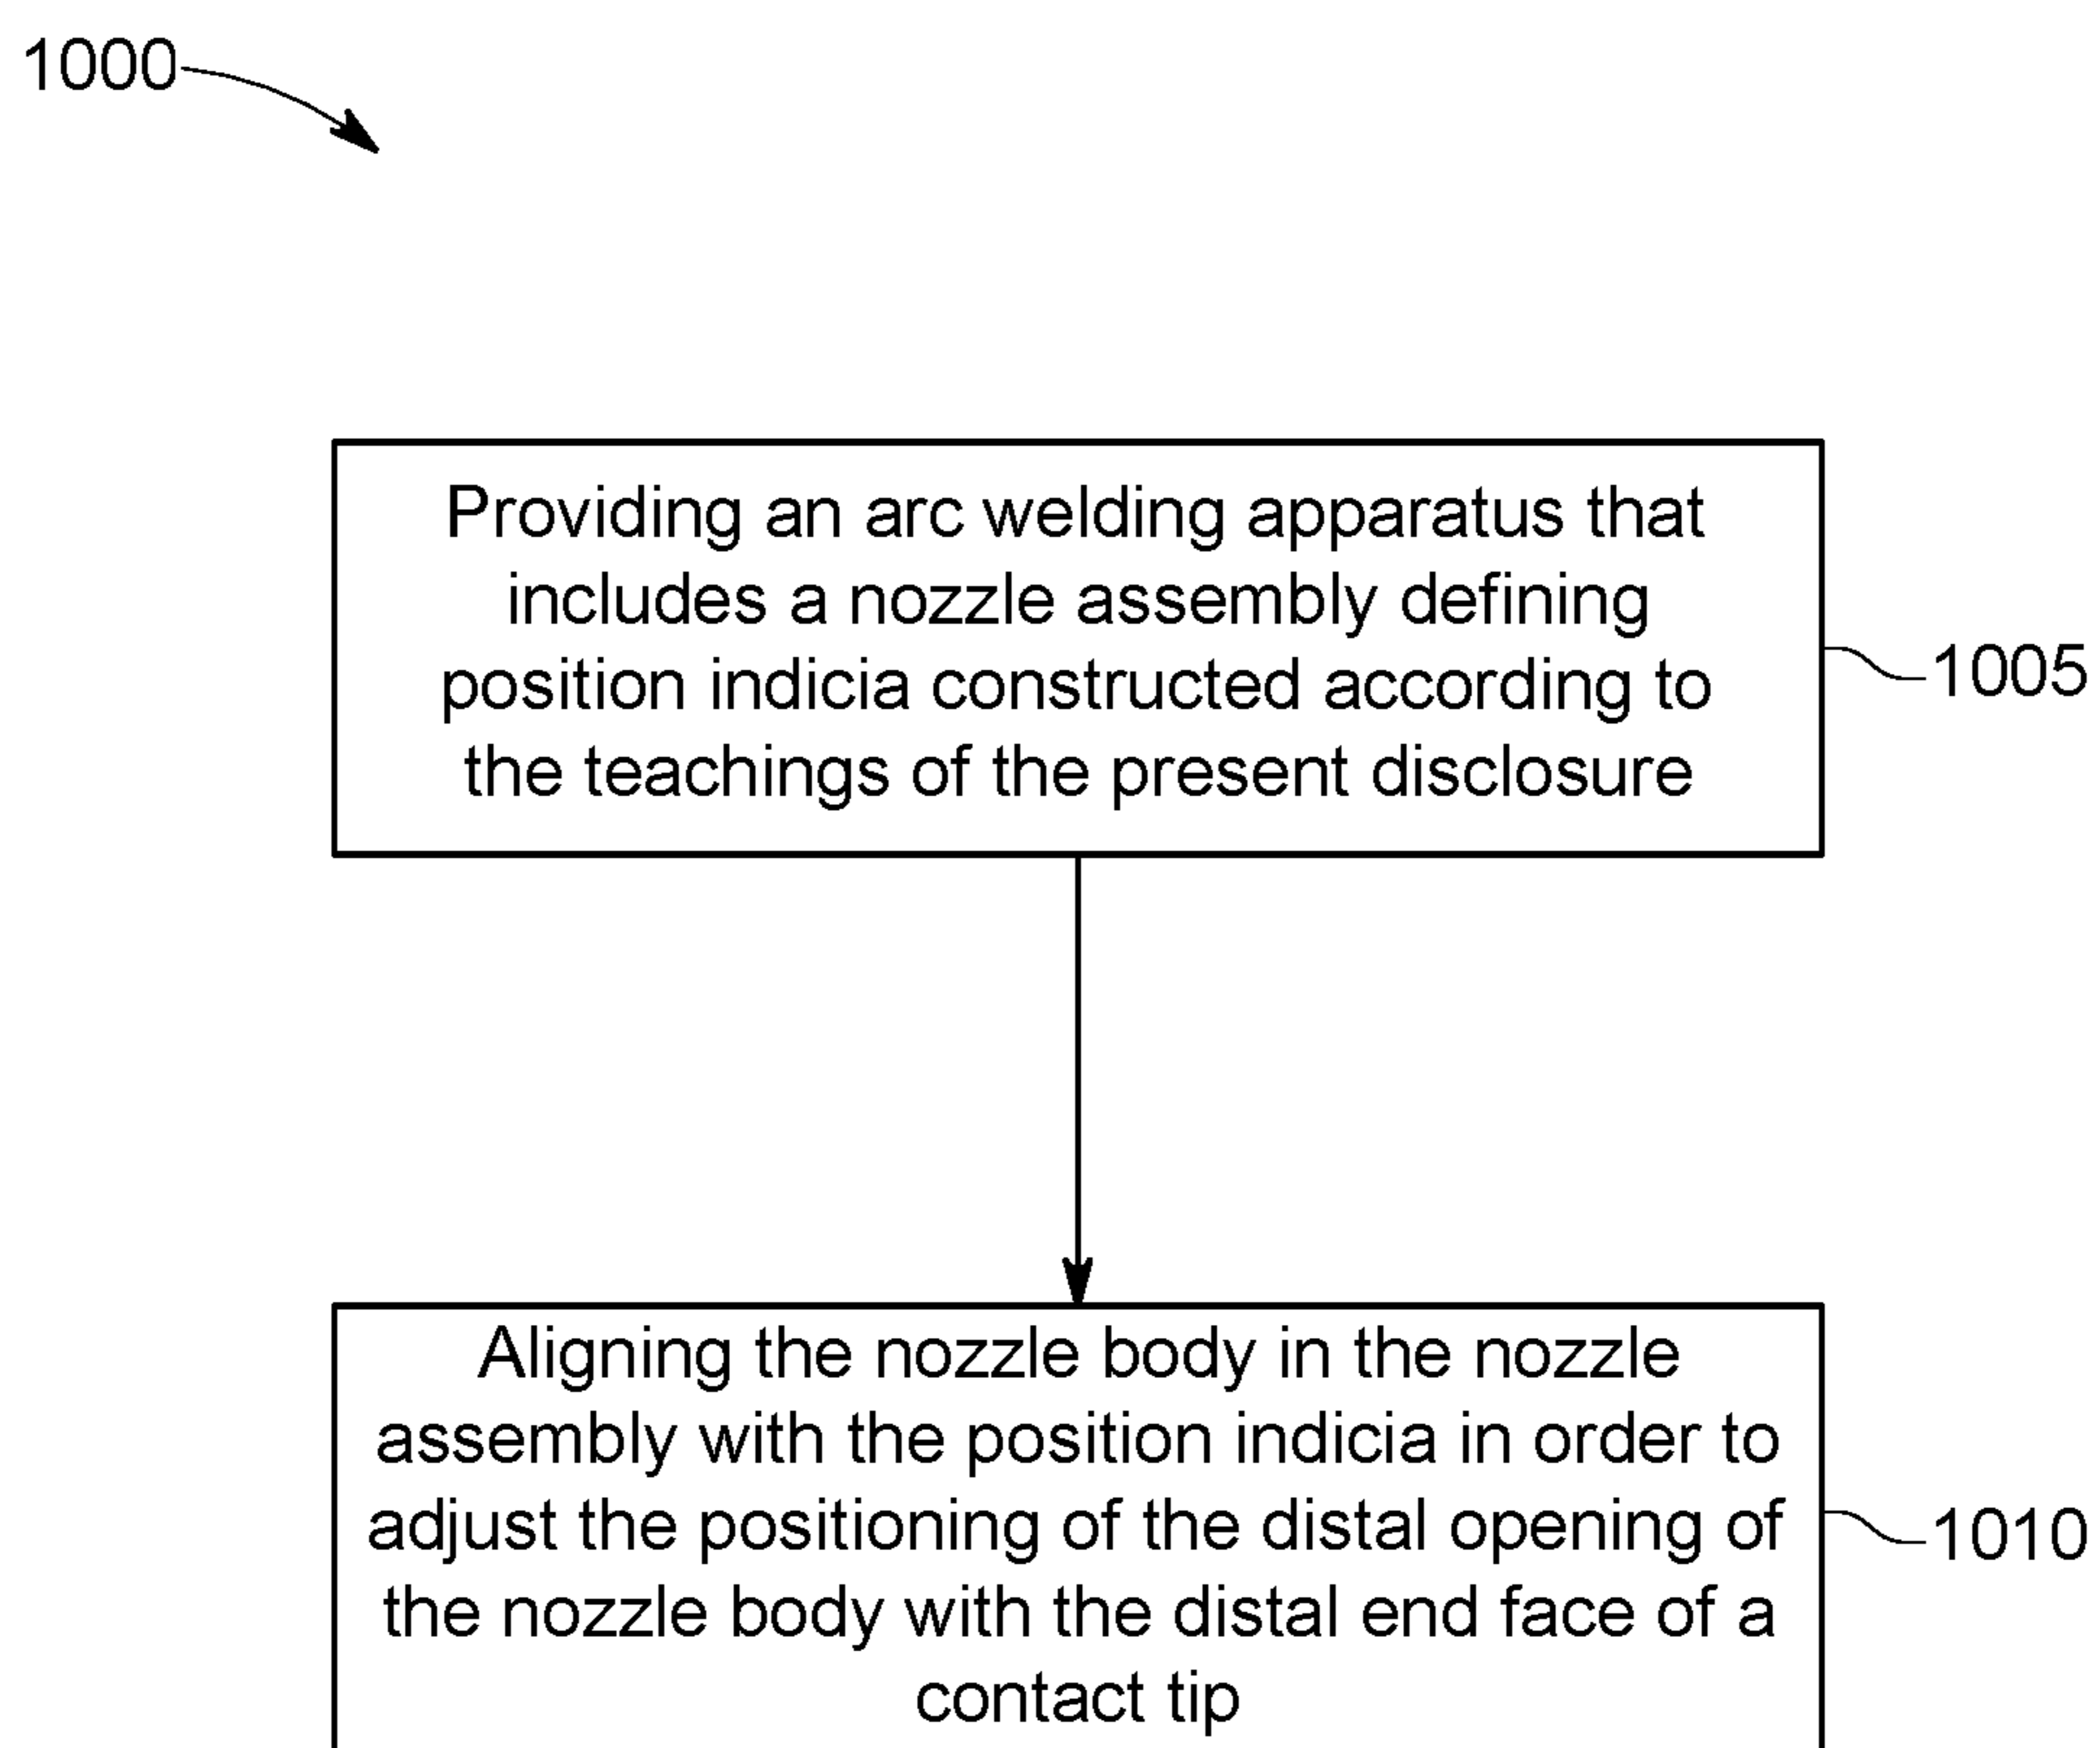 1000
Providing an arc welding apparatus that
includes a nozzle assembly defining
position indicia constructed according to
the teachings of the present disclosure
1005
Aligning the nozzle body in the nozzle
assembly with the position indicia in order to
adjust the positioning of the distal opening of
the nozzle body with the distal end face of a
contact tip
1010